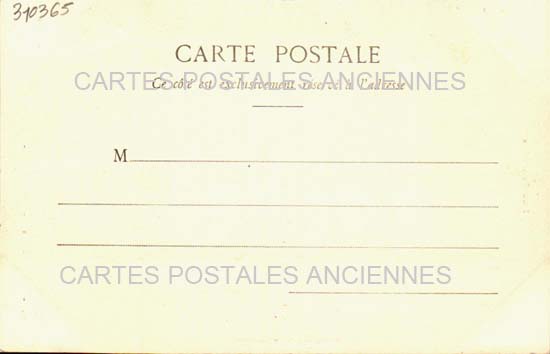 310365
CARTE POSTALE
CARTES POSTALES ANCIENNES
Ce côté est exclusivement réservé à l'adresse
M
CARTES POSTALES ANCIENNES